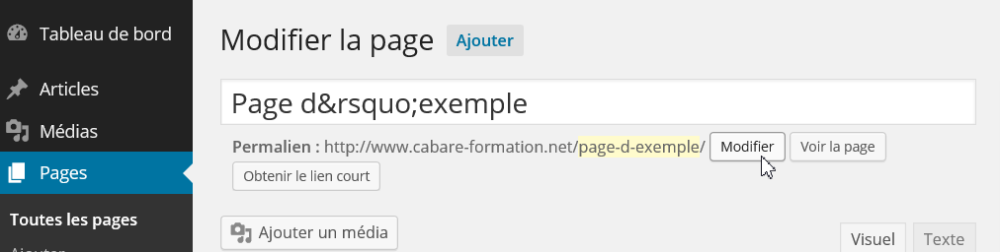 Tableau de bord
Articles
Médias
Pages
Toutes les pages
Ajouter
Modifier la page Ajouter
Page d&rsquo;exemple
Permalien : http://www.cabare-formation.net/page-d-exemple/ Modifier Voir la page
Obtenir le lien court
Ajouter un média
Visuel Texte